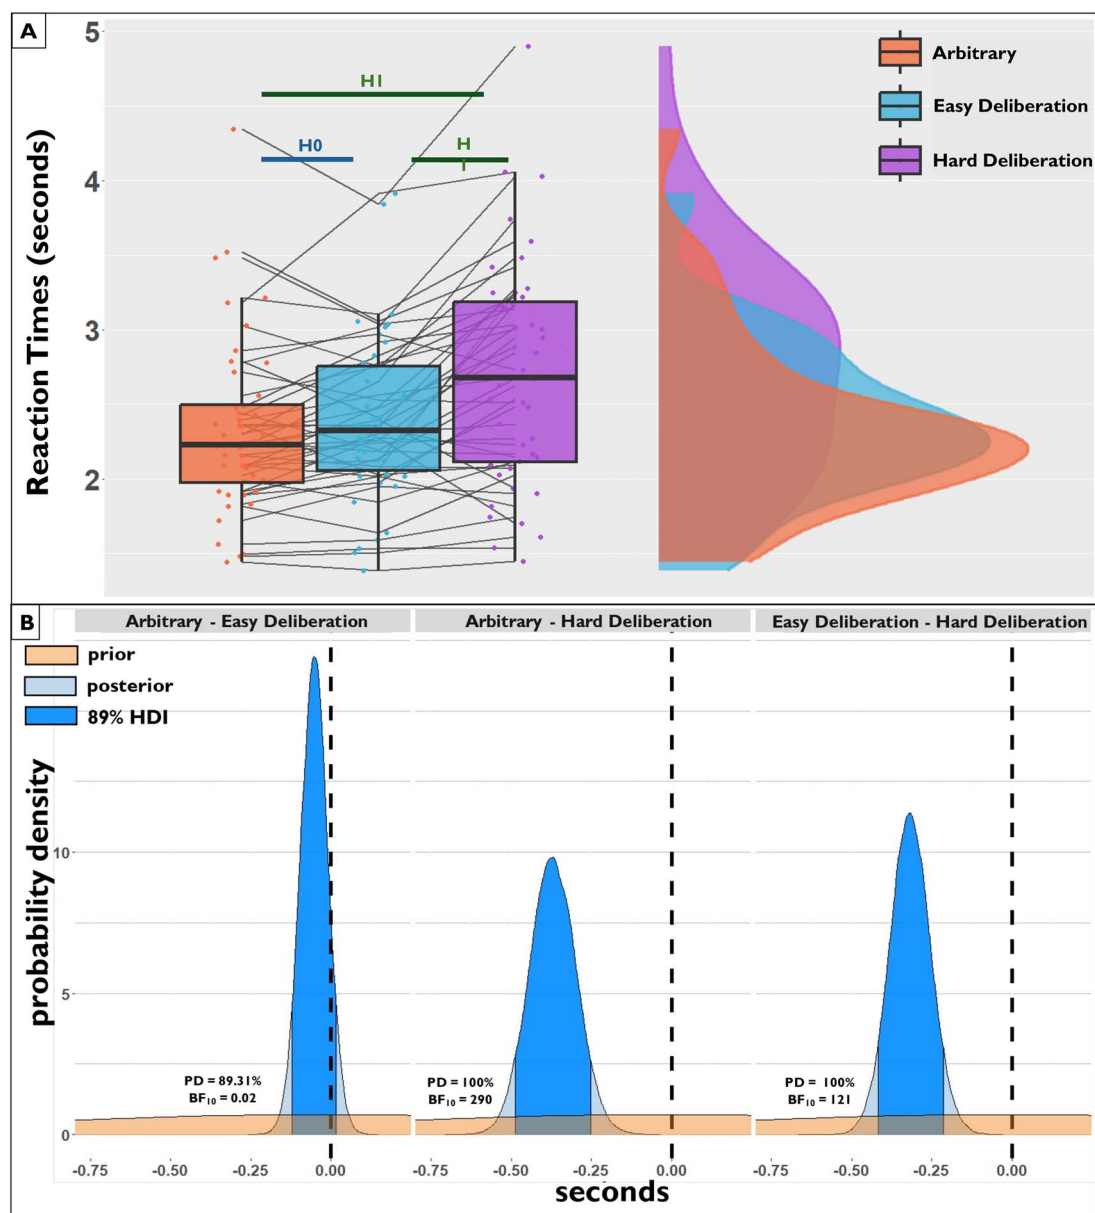 A
Reaction Times (seconds)
5
4
3
2
H1
H0
H
I
Arbitrary
Easy Deliberation
Hard Deliberation
B
Arbitrary - Easy Deliberation
Arbitrary - Hard Deliberation
Easy Deliberation - Hard Deliberation
prior
posterior
89% HDI
probability density
10
5
0
PD = 89.31%
BF₁₀ = 0.02
PD = 100%
BF₁₀ = 290
PD = 100%
BF₁₀ = 121
-0.75 -0.50 -0.25 0.00
-0.75 -0.50 -0.25 0.00
-0.75 -0.50 -0.25 0.00
seconds